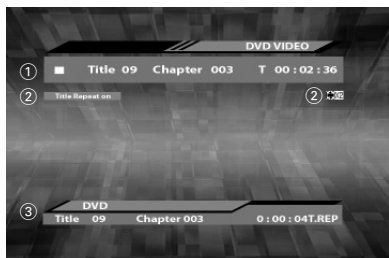 DVD VIDEO
① Title 09 Chapter 003 T 00 : 02 : 36
② Title Repeat on ②
DVD
③ Title 09 Chapter 003 0 : 00 : 04T.REP